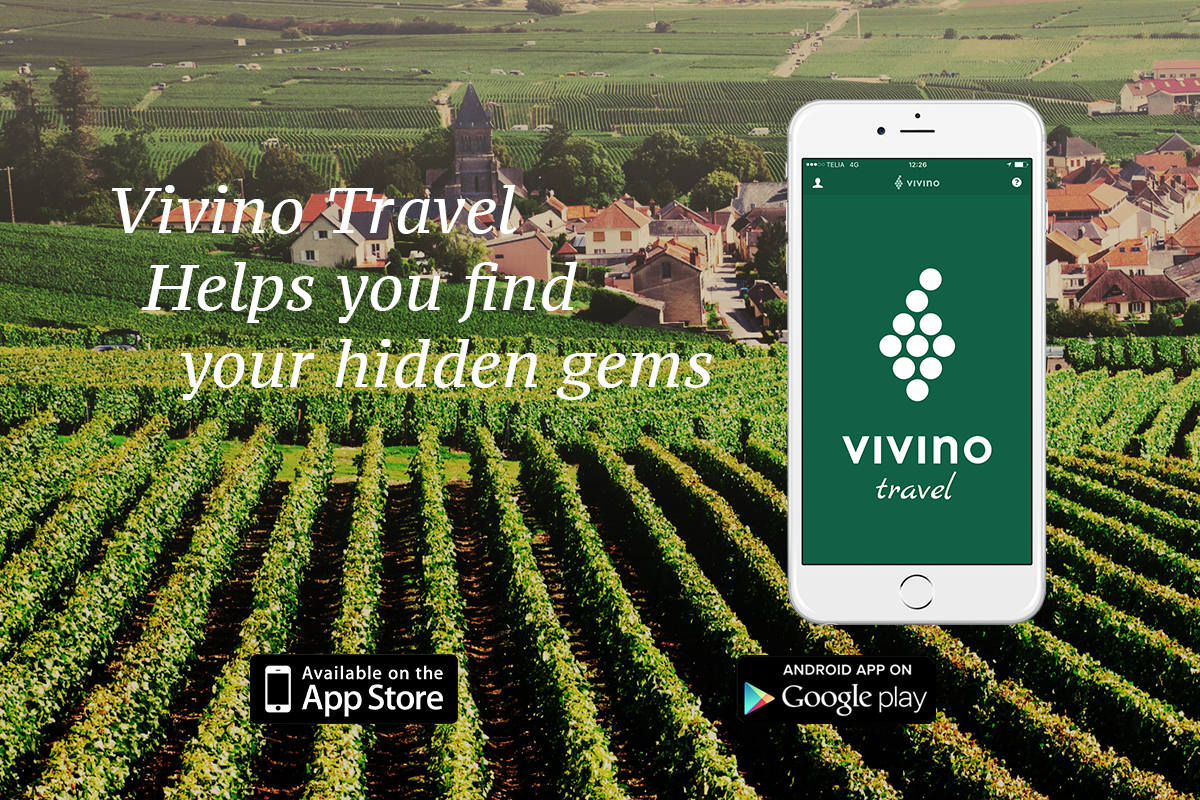 Vivino Travel
Helps you find
your hidden gems
TELIA 4G 12:26
vivino
?
vivino
travel
Available on the
App Store
ANDROID APP ON
Google play